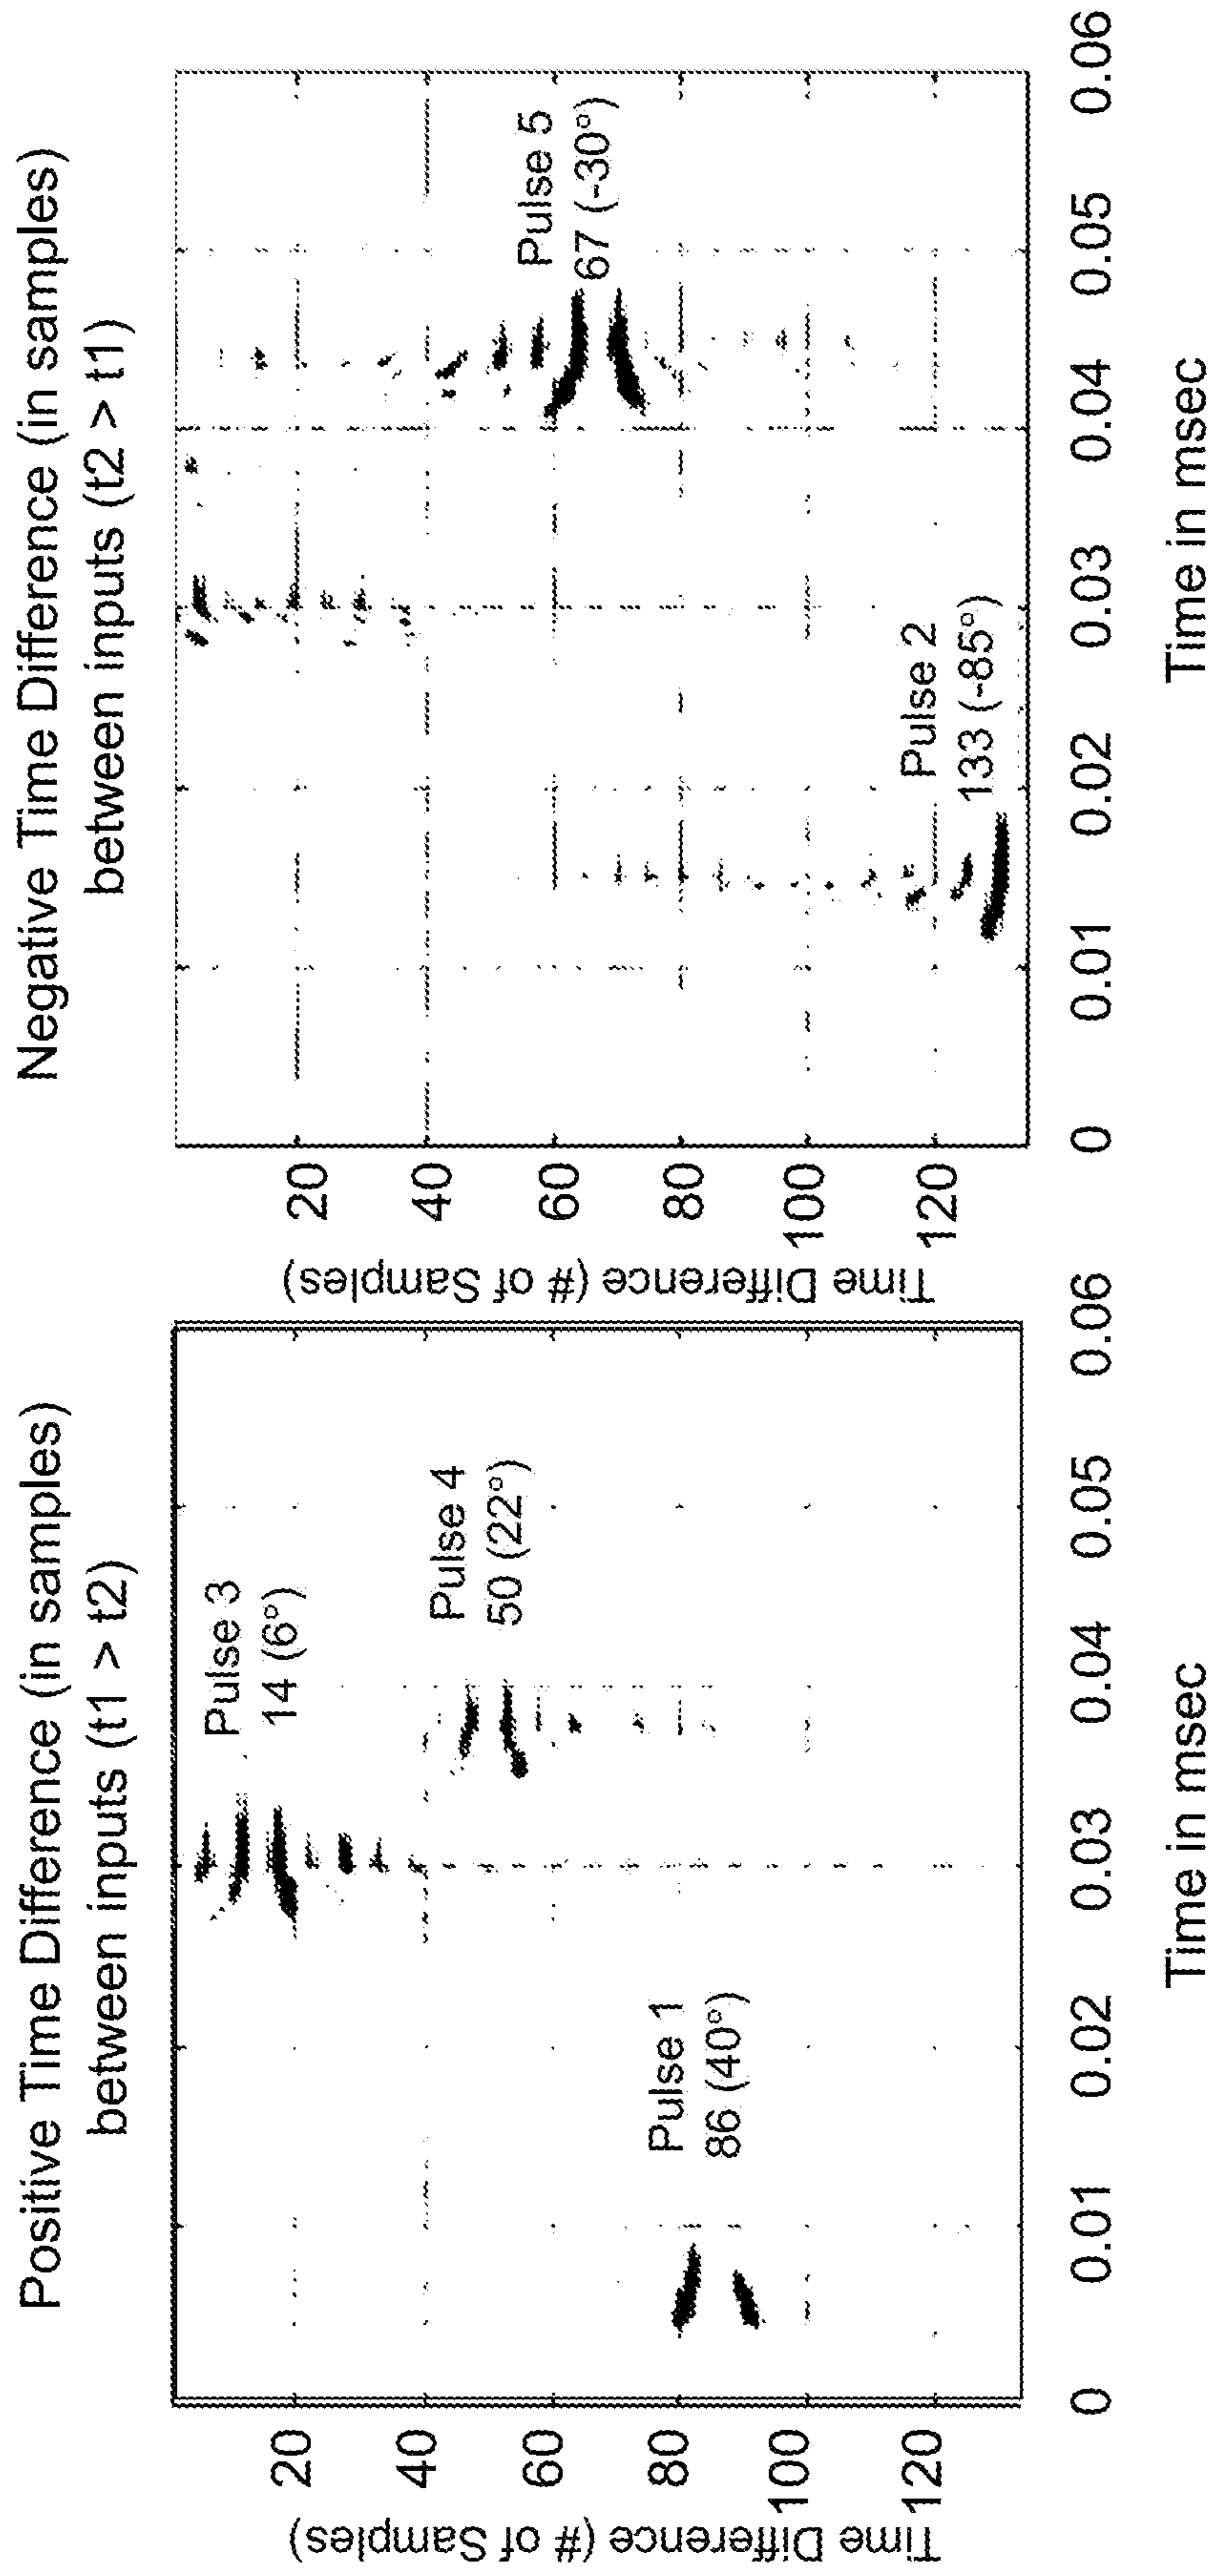 Positive Time Difference (in samples)
between inputs (t1 > t2)
Time Difference (# of Samples)
20
40
60
80
100
120
Pulse 3
14 (6°)
Pulse 4
50 (22°)
Pulse 1
86 (40°)
0 0.01 0.02 0.03 0.04 0.05 0.06
Time in msec
Negative Time Difference (in samples)
between inputs (t2 > t1)
Time Difference (# of Samples)
20
40
60
80
100
120
Pulse 5
67 (-30°)
Pulse 2
133 (-85°)
0 0.01 0.02 0.03 0.04 0.05 0.06
Time in msec